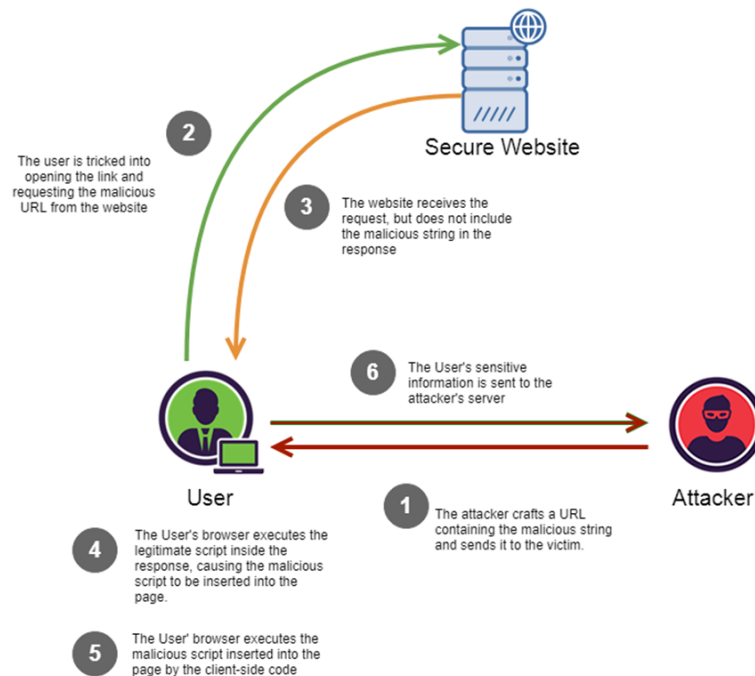 Secure Website
2
The user is tricked into
opening the link and
requesting the malicious
URL from the website
3
The website receives the
request, but does not include
the malicious string in the
response
6
The User's sensitive
information is sent to the
attacker's server
User
Attacker
1
The attacker crafts a URL
containing the malicious string
and sends it to the victim.
4
The User's browser executes the
legitimate script inside the
response, causing the malicious
script to be inserted into the
page.
5
The User' browser executes the
malicious script inserted into the
page by the client-side code